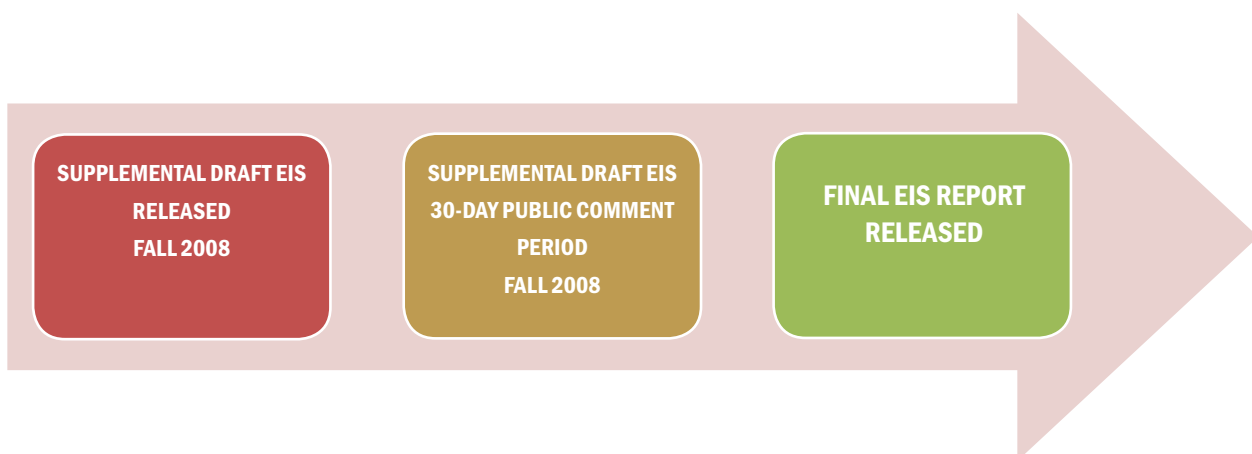 SUPPLEMENTAL DRAFT EIS
RELEASED
FALL 2008
SUPPLEMENTAL DRAFT EIS
30-DAY PUBLIC COMMENT
PERIOD
FALL 2008
FINAL EIS REPORT
RELEASED